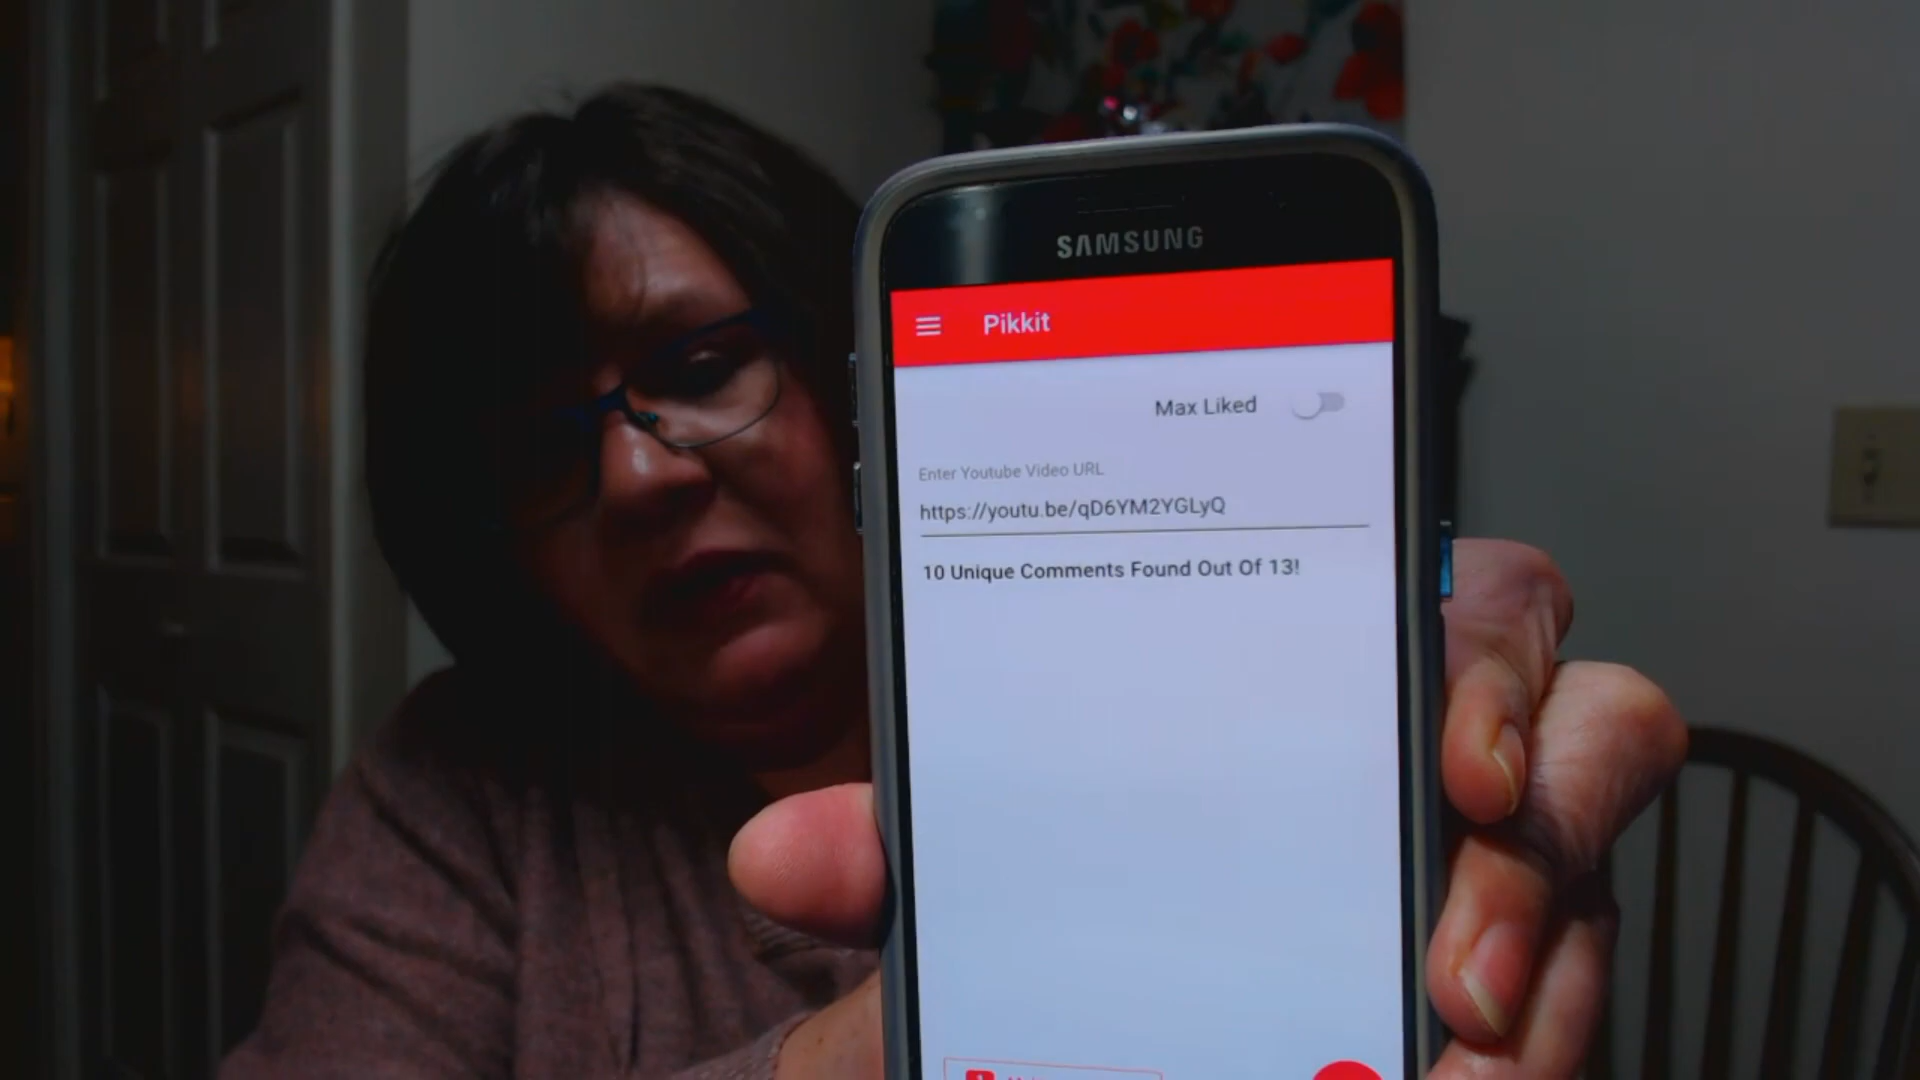 SAMSUNG
Pikkit
Max Liked
Enter Youtube Video URL
https://youtu.be/qD6YM2YGLyQ
10 Unique Comments Found Out Of 13!